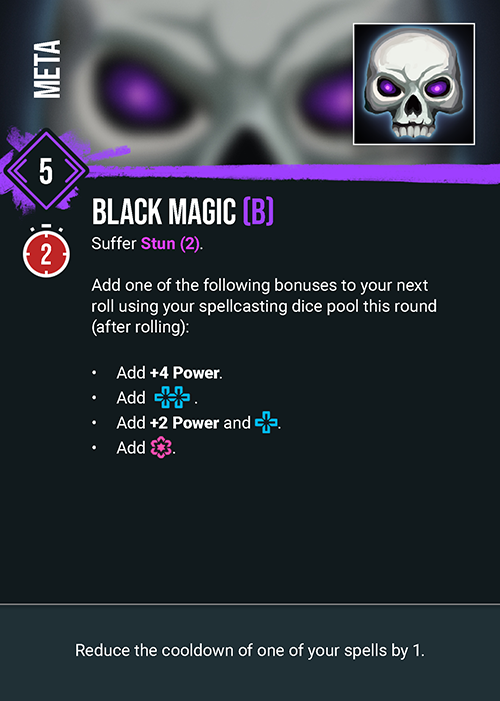 META
5
BLACK MAGIC (B)
2
Suffer Stun (2).
Add one of the following bonuses to your next
roll using your spellcasting dice pool this round
(after rolling):
• Add +4 Power.
• Add .
• Add +2 Power and .
• Add .
Reduce the cooldown of one of your spells by 1.